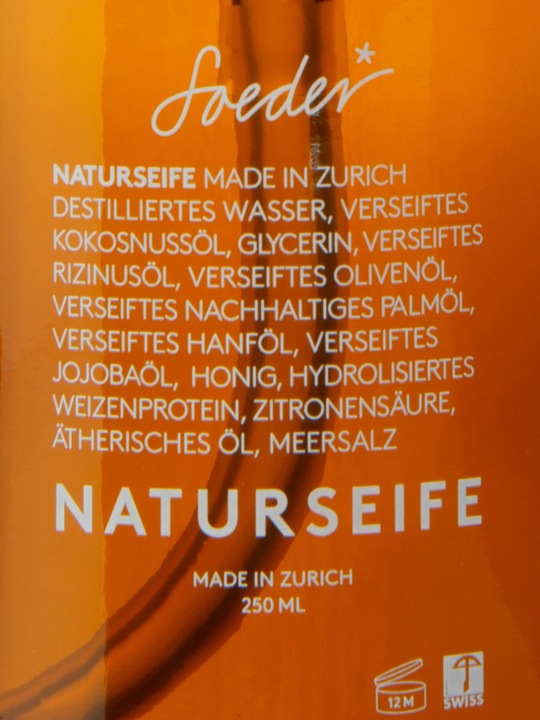 Soeder*
NATURSEIFE MADE IN ZURICH
DESTILLIERTES WASSER, VERSEIFTES
KOKOSNUSSÖL, GLYCERIN, VERSEIFTES
RIZINUSÖL, VERSEIFTES OLIVENÖL,
VERSEIFTES NACHHALTIGES PALMÖL,
VERSEIFTES HANFÖL, VERSEIFTES
JOJOBAÖL, HONIG, HYDROLISIERTES
WEIZENPROTEIN, ZITRONENSÄURE,
ÄTHERISCHES ÖL, MEERSALZ
NATURSEIFE
MADE IN ZURICH
250 ML
12 M
SWISS